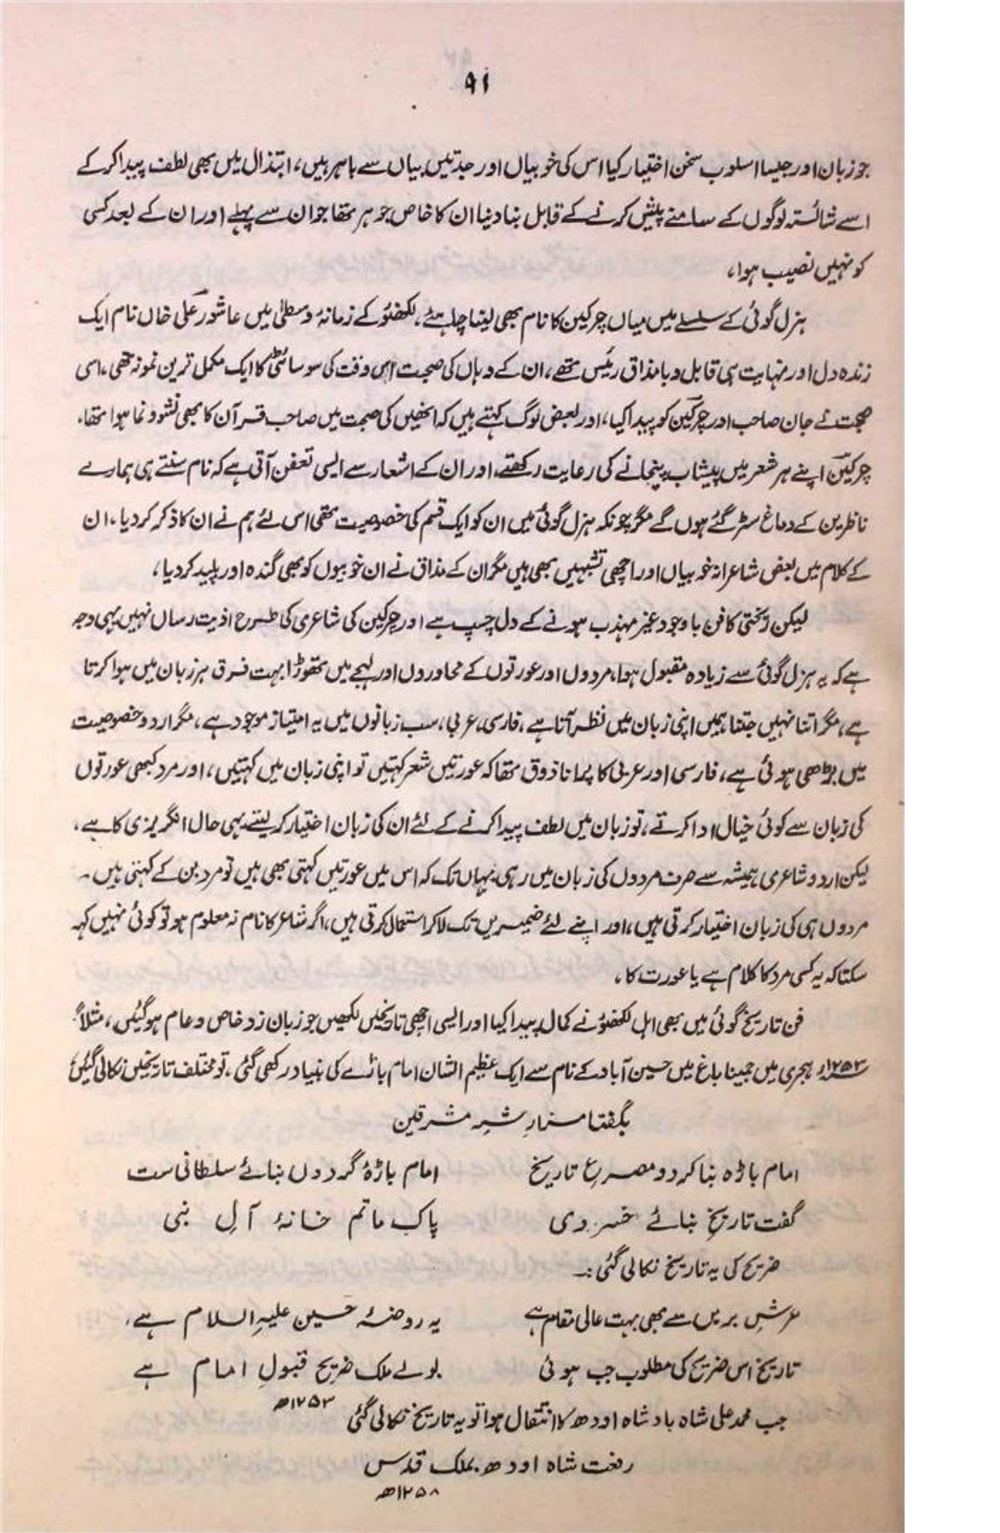 ۹۱
جو زبان اور جیسا اسلوب سخن اختیار کیا اس کی خوبیاں اور جدتیں بیاں سے باہر ہیں، ابتذال میں بھی لطف پیدا کر کے
اسے شائستہ لوگوں کے سامنے پیش کرنے کے قابل بنا دینا ان کا خاص جوہر تھا جو ان سے پہلے اور ان کے بعد کسی
کو نہیں نصیب ہوا،
ہزل گوئی کے سلسلے میں میاں چرکین کا نام بھی لینا چاہئے، لکھنؤ کے زمانۂ وسطیٰ میں عاشور علی خاں نام ایک
زندہ دل اور نہایت ہی قابل و بامذاق رئیس تھے، ان کے وہاں کی صحبت اس وقت کی سوسائٹی کا ایک مکمل ترین نمونہ تھی، اسی
صحبت نے جان صاحب اور چرکین کو پیدا کیا، اور بعض لوگ کہتے ہیں کہ انھیں کی صحبت میں صاحب قرآن کا بھی نشو و نما ہوا تھا،
چرکین اپنے ہر شعر میں پیشاب پنجانے کی رعایت رکھتے، اور ان کے اشعار سے ایسی تعفن آتی ہے کہ نام سنتے ہی ہمارے
ناظرین کے دماغ سڑ گئے ہوں گے مگر چونکہ ہزل گوئی میں ان کو ایک قسم کی خصوصیت تھی اس لئے ہم نے ان کا ذکر کر دیا، ان
کے کلام میں بعض شاعرانہ خوبیاں اور اچھی تشبہیں بھی ہیں مگر ان کے مذاق نے ان خوبیوں کو بھی گندہ اور پلید کر دیا،
لیکن ریختی کا فن باوجود غیر مہذب ہونے کے دل چسپ ہے اور چرکین کی شاعری کی طرح اذیت رساں نہیں یہی وجہ
ہے کہ یہ ہزل گوئی سے زیادہ مقبول ہوا، مردوں اور عورتوں کے محاوروں اور لہجے میں تھوڑا بہت فرق ہر زبان میں ہوا کرتا
ہے، مگر اتنا نہیں جتنا ہمیں اپنی زبان میں نظر آتا ہے، فارسی، عربی، سب زبانوں میں یہ امتیاز موجود ہے، مگر اردو خصوصیت
میں بڑھی ہوئی ہے، فارسی اور عربی کا پرانا ذوق تھا کہ عورتیں شعر کہتیں تو اپنی زبان میں کہتیں، اور مرد کبھی عورتوں
کی زبان سے کوئی خیال ادا کرتے، تو زبان میں لطف پیدا کرنے کے لئے ان کی زبان اختیار کر لیتے یہی حال انگریزی کا ہے،
لیکن اردو شاعری ہمیشہ سے صرف مردوں کی زبان میں رہی یہاں تک کہ اس میں عورتیں کہتی بھی ہیں تو مرد بن کے کہتی ہیں۔
مردوں ہی کی زبان اختیار کرتی ہیں، اور اپنے لئے ضمیریں تک لا کر استعمال کرتی ہیں، اگر شاعر کا نام نہ معلوم ہو تو کوئی نہیں کہہ
سکتا کہ یہ کسی مرد کا کلام ہے یا عورت کا،
فن تاریخ گوئی میں بھی اہل لکھنؤ نے کمال پیدا کیا اور ایسی اچھی تاریخیں لکھیں جو زبان زد خاص و عام ہو گئیں، مثلاً
۱۲۵۳ ہجری میں جمینا باغ میں حسین آباد کے نام سے ایک عظیم الشان امام باڑے کی بنیاد رکھی گئی، تو مختلف تاریخیں نکالی گئیں
بگفتا مزارِ شہِ مشرقین
امام باڑہ بنا کرد و مصرعِ تاریخ امام باڑۂ گردوں بنائے سلطانی ست
گفت تاریخ بنائے خسروی پاک ماتم خانۂ آلِ نبی
ضریح کی یہ تاریخ نکالی گئی :۔
عرشِ بریں سے بھی بہت عالی مقام ہے یہ روضۂ حسین علیہِ السلام ہے،
تاریخ اس ضریح کی مطلوب جب ہوئی بولے ملک ضریح قبولِ امام ہے
۱۲۵۳ھ
جب محمد علی شاہ بادشاہ اودھ کا انتقال ہوا تو یہ تاریخ نکالی گئی
رفت شاہ اودھ بملک قدس
۱۲۵۸ھ